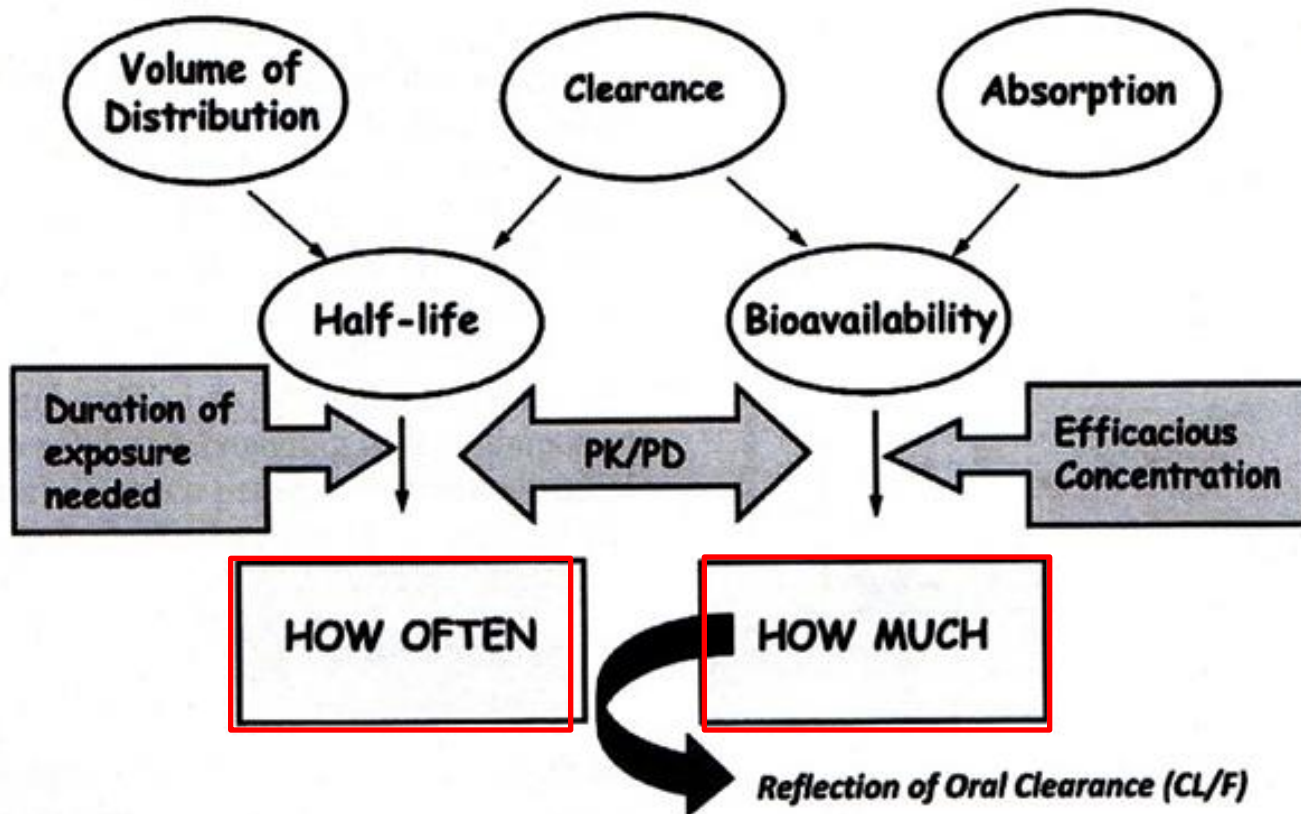 Volume of
Distribution
Clearance
Absorption
Half-life
Bioavailability
Duration of
exposure
needed
PK/PD
Efficacious
Concentration
HOW OFTEN
HOW MUCH
Reflection of Oral Clearance (CL/F)